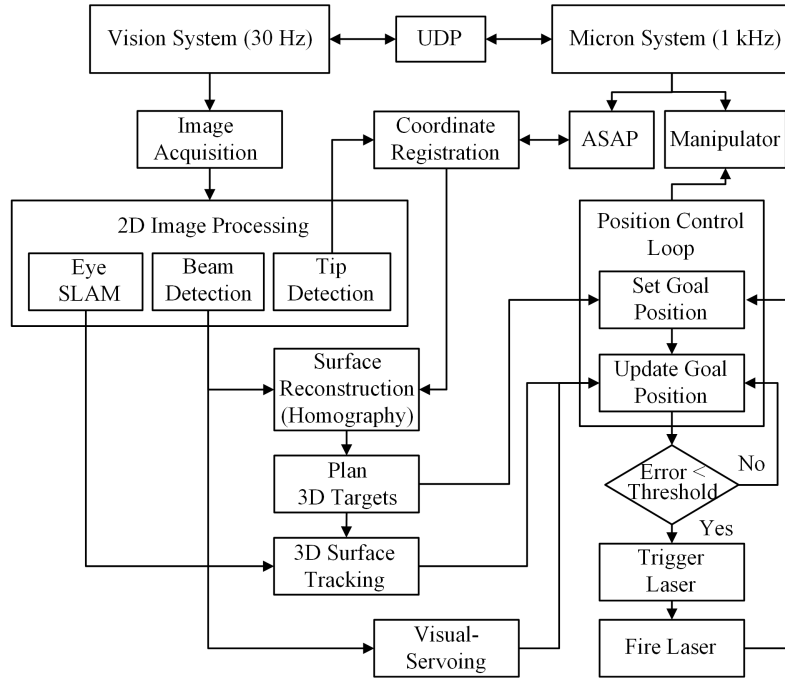 Vision System (30 Hz)
UDP
Micron System (1 kHz)
Image
Acquisition
Coordinate
Registration
ASAP
Manipulator
2D Image Processing
Eye
SLAM
Beam
Detection
Tip
Detection
Position Control
Loop
Set Goal
Position
Surface
Reconstruction
(Homography)
Update Goal
Position
Plan
3D Targets
Error <
Threshold
No
Yes
3D Surface
Tracking
Trigger
Laser
Visual-
Servoing
Fire Laser